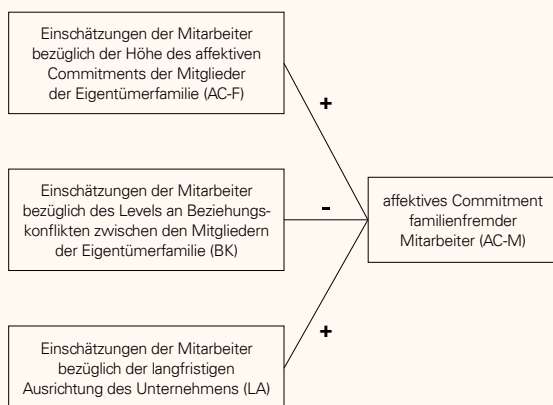 Einschätzungen der Mitarbeiter
bezüglich der Höhe des affektiven
Commitments der Mitglieder
der Eigentümerfamilie (AC-F)
+
Einschätzungen der Mitarbeiter
bezüglich des Levels an Beziehungs-
konflikten zwischen den Mitgliedern
der Eigentümerfamilie (BK)
-
affektives Commitment
familienfremder
Mitarbeiter (AC-M)
+
Einschätzungen der Mitarbeiter
bezüglich der langfristigen
Ausrichtung des Unternehmens (LA)